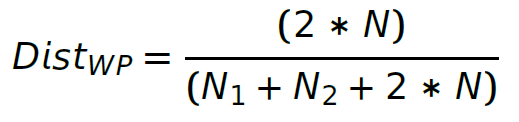 Dist_WP = (2 * N) / (N_1 + N_2 + 2 * N)